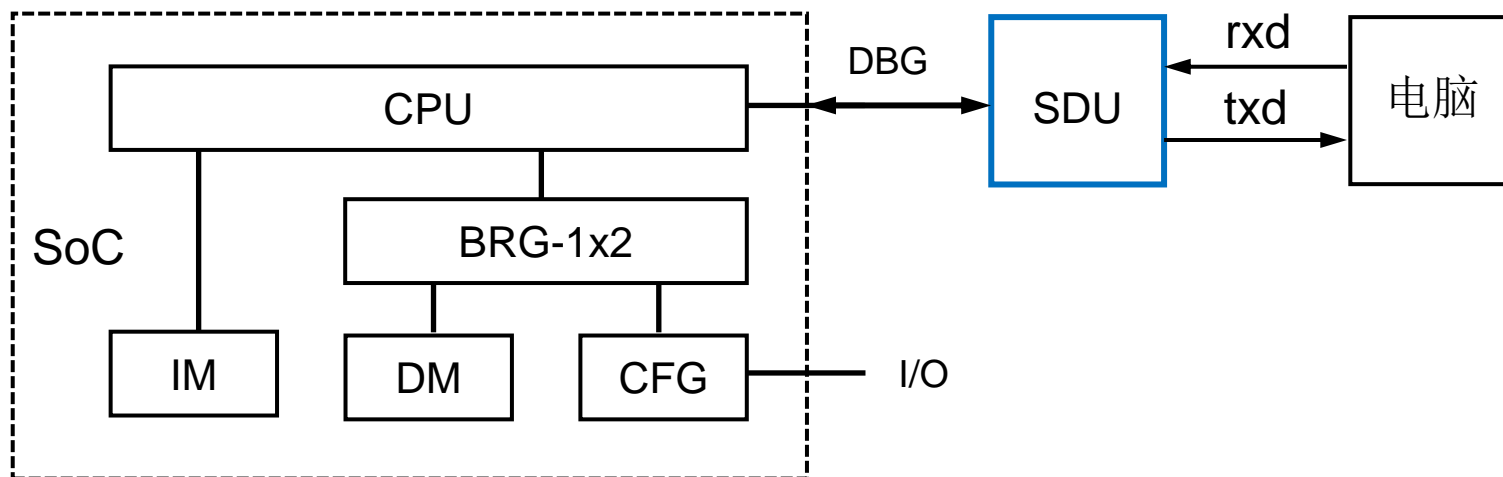 CPU
DBG
SDU
rxd
txd
电脑
SoC
BRG-1x2
IM
DM
CFG
I/O